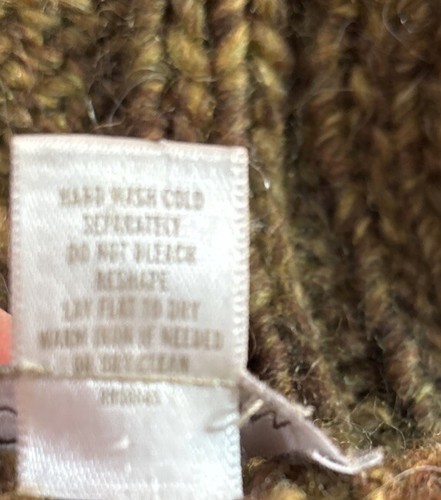 HAND WASH COLD
SEPARATELY
DO NOT BLEACH
RESHAPE
LAY FLAT TO DRY
WARM IRON IF NEEDED
OR DRY CLEAN